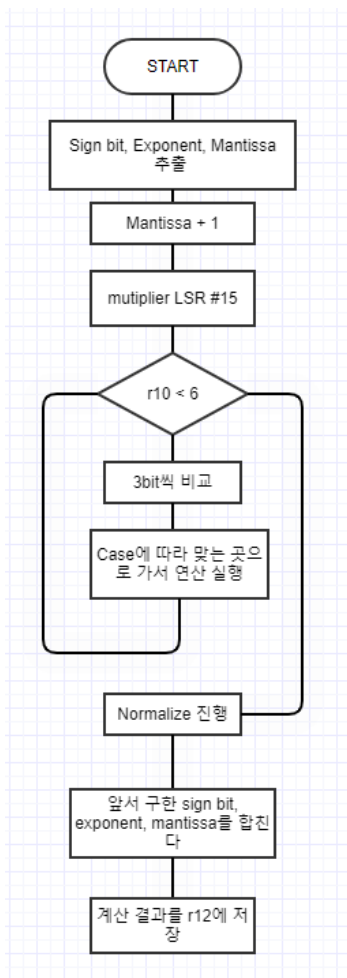 START
Sign bit, Exponent, Mantissa
추출
Mantissa + 1
mutiplier LSR #15
r10 < 6
3bit씩 비교
Case에 따라 맞는 곳으
로 가서 연산 실행
Normalize 진행
앞서 구한 sign bit,
exponent, mantissa를 합친
다
계산 결과를 r12에 저
장